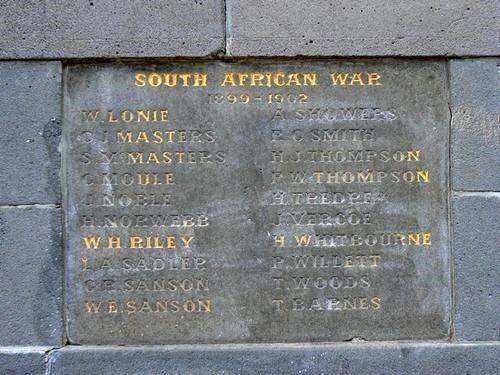 SOUTH AFRICAN WAR
1899-1902
W. LONIE
MASTERS
S. MASTERS
C. MOULE
J. NOBLE
H. NORWEBB
W. H. RILEY
L. A. SADLER
SANSON
W. E. SANSON
A. SHOWERS
R. C. SMITH
H. J. THOMPSON
P. W. THOMPSON
H. TREDREA
J. VERCOE
H. WHITBOURNE
P. WILLETT
T. WOODS
T. BARNES